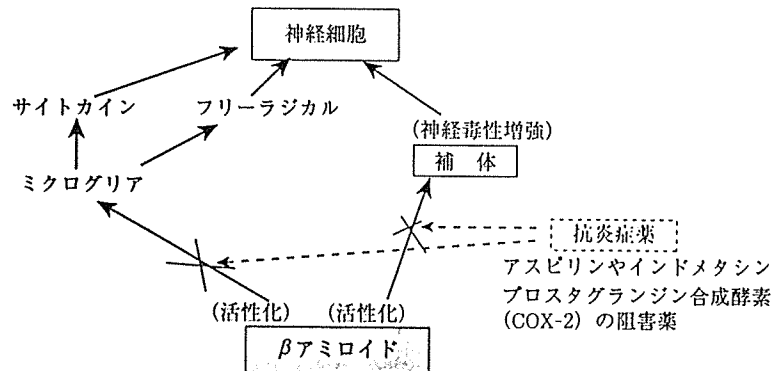 神経細胞
サイトカイン
フリーラジカル
(神経毒性増強)
補 体
ミクログリア
抗炎症薬
アスピリンやインドメタシン
プロスタグランジン合成酵素
(COX-2) の阻害薬
(活性化)
(活性化)
βアミロイド